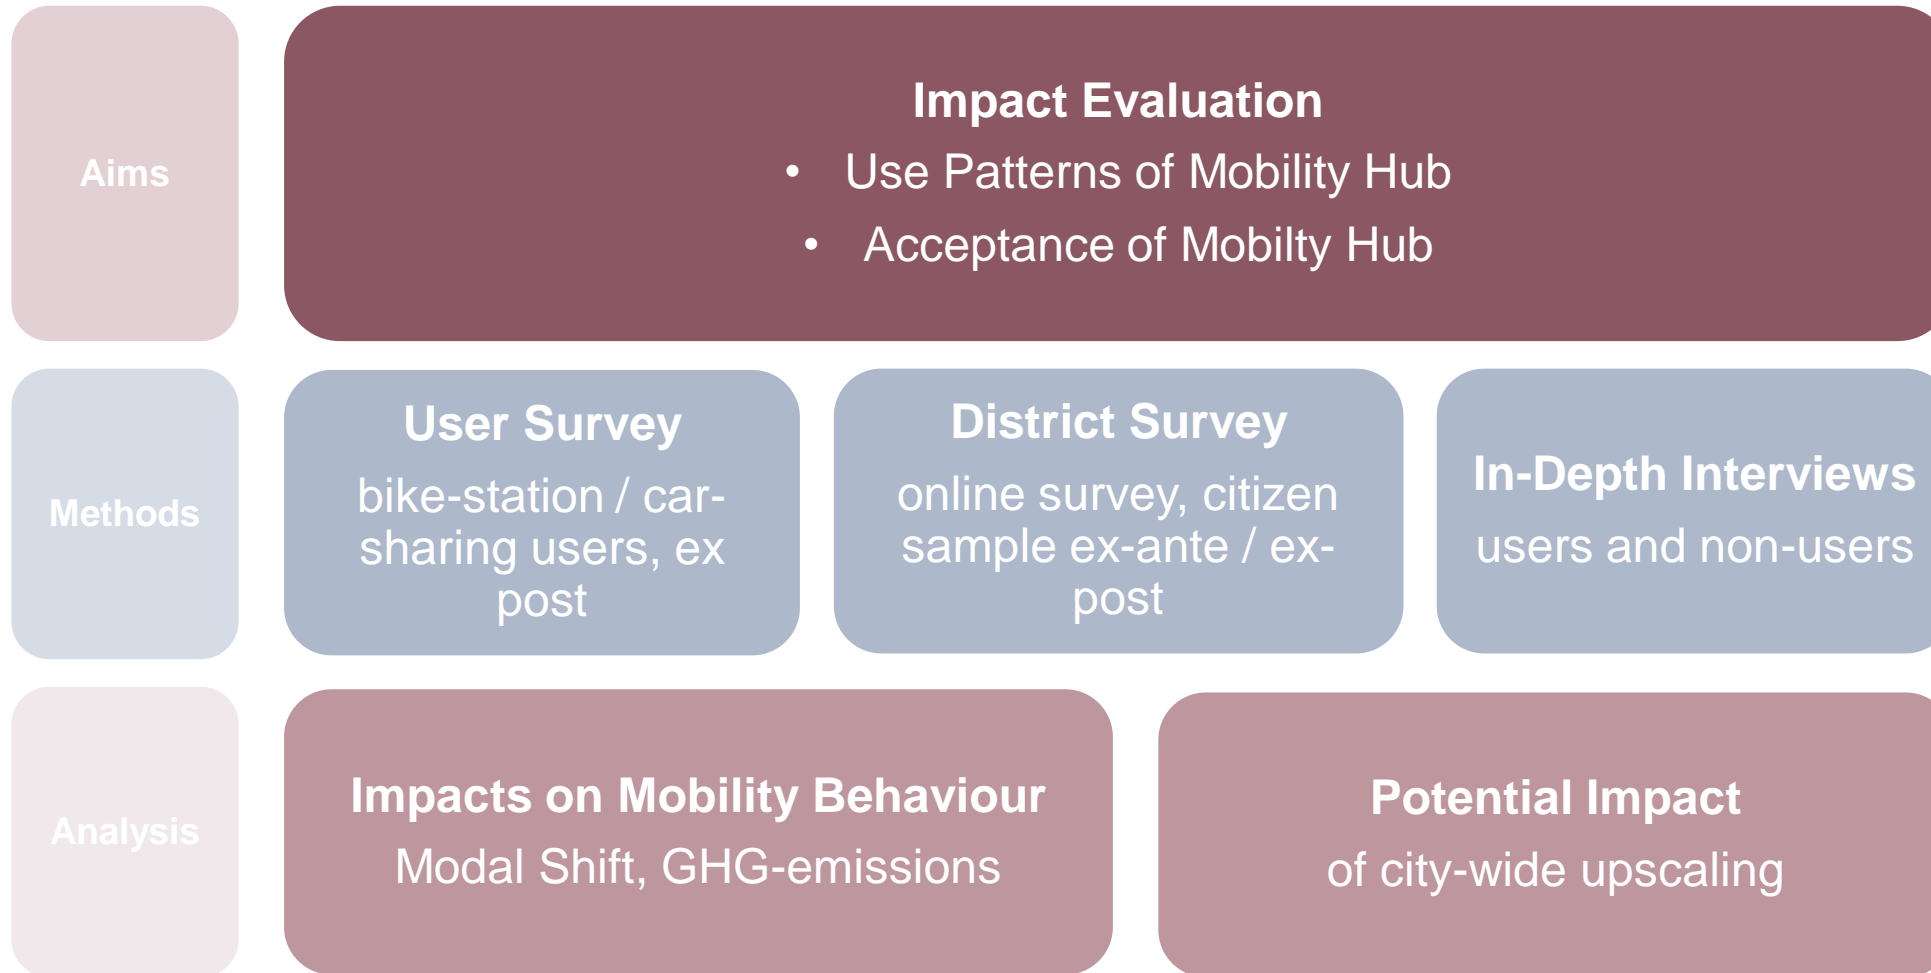 Aims
Impact Evaluation
• Use Patterns of Mobility Hub
• Acceptance of Mobilty Hub
Methods
User Survey
bike-station / car-
sharing users, ex
post
District Survey
online survey, citizen
sample ex-ante / ex-
post
In-Depth Interviews
users and non-users
Analysis
Impacts on Mobility Behaviour
Modal Shift, GHG-emissions
Potential Impact
of city-wide upscaling